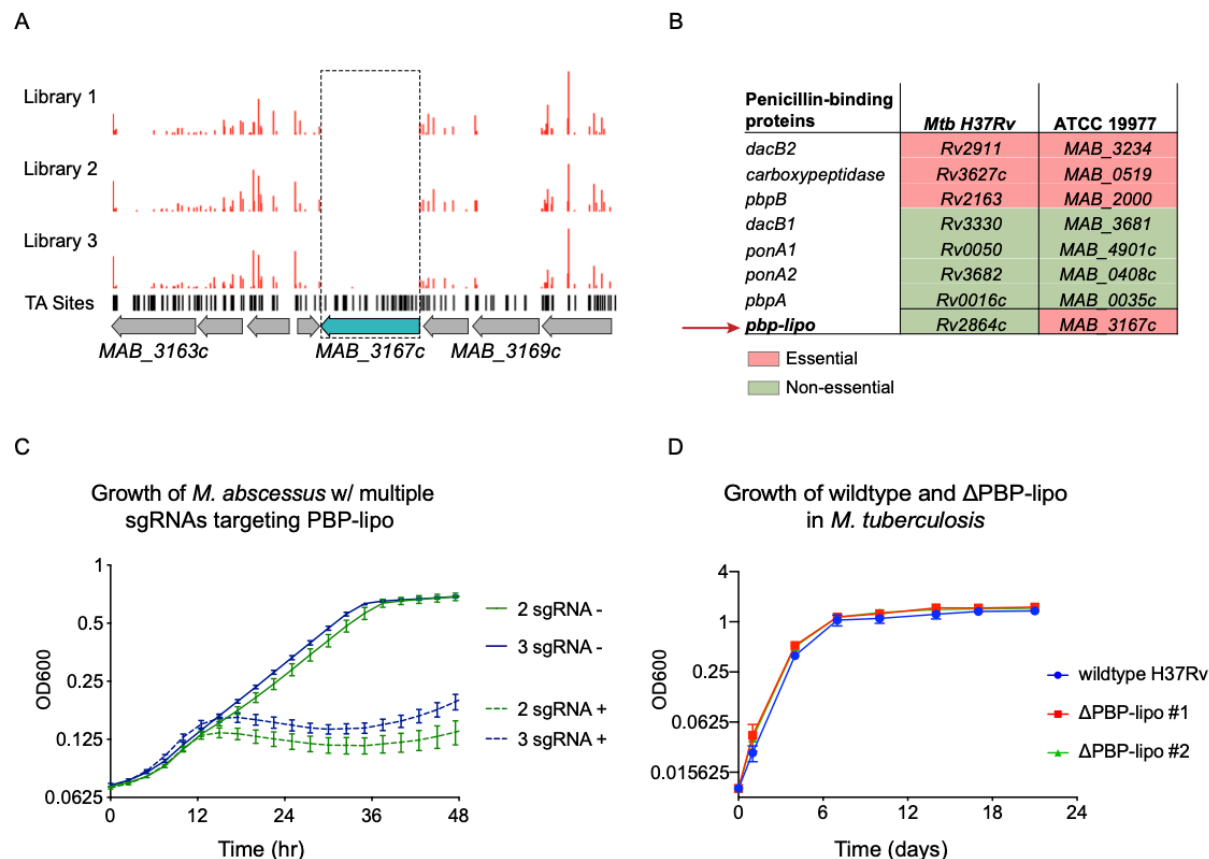 A
Library 1
Library 2
Library 3
TA Sites
MAB_3163c MAB_3167c MAB_3169c
B
Penicillin-binding
proteins Mtb H37Rv ATCC 19977
dacB2 Rv2911 MAB_3234
carboxypeptidase Rv3627c MAB_0519
pbpB Rv2163 MAB_2000
dacB1 Rv3330 MAB_3681
ponA1 Rv0050 MAB_4901c
ponA2 Rv3682 MAB_0408c
pbpA Rv0016c MAB_0035c
pbp-lipo Rv2864c MAB_3167c
Essential
Non-essential
C
Growth of M. abscessus w/ multiple
sgRNAs targeting PBP-lipo
OD600
1
0.5
0.25
0.125
0.0625
0 12 24 36 48
Time (hr)
2 sgRNA -
3 sgRNA -
2 sgRNA +
3 sgRNA +
D
Growth of wildtype and ΔPBP-lipo
in M. tuberculosis
OD600
4
1
0.25
0.0625
0.015625
0 6 12 18 24
Time (days)
wildtype H37Rv
ΔPBP-lipo #1
ΔPBP-lipo #2